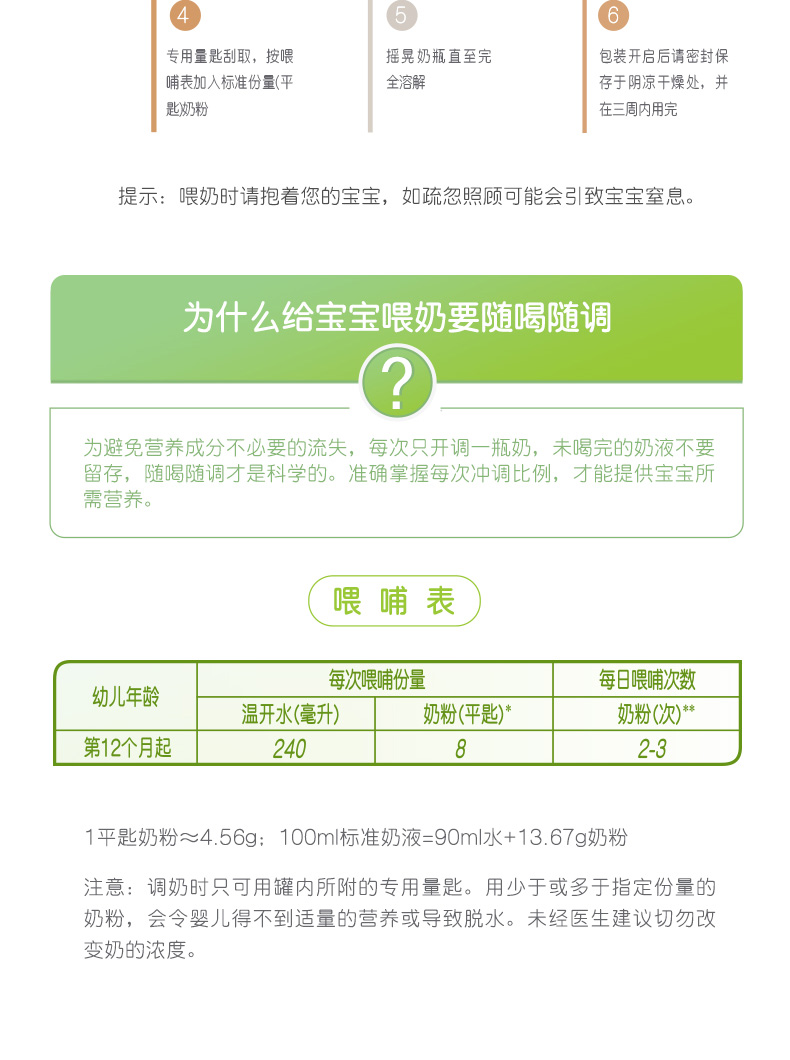 4
专用量匙刮取，按喂
哺表加入标准份量(平
匙)奶粉
5
摇晃奶瓶直至完
全溶解
6
包装开启后请密封保
存于阴凉干燥处，并
在三周内用完
提示：喂奶时请抱着您的宝宝，如疏忽照顾可能会引致宝宝窒息。
为什么给宝宝喂奶要随喝随调
?
为避免营养成分不必要的流失，每次只开调一瓶奶，未喝完的奶液不要
留存，随喝随调才是科学的。准确掌握每次冲调比例，才能提供宝宝所
需营养。
喂 哺 表
幼儿年龄 每次喂哺份量 每日喂哺次数
温开水(毫升) 奶粉(平匙)* 奶粉(次)**
第12个月起 240 8 2-3
1平匙奶粉≈4.56g；100ml标准奶液=90ml水+13.67g奶粉
注意：调奶时只可用罐内所附的专用量匙。用少于或多于指定份量的
奶粉，会令婴儿得不到适量的营养或导致脱水。未经医生建议切勿改
变奶的浓度。